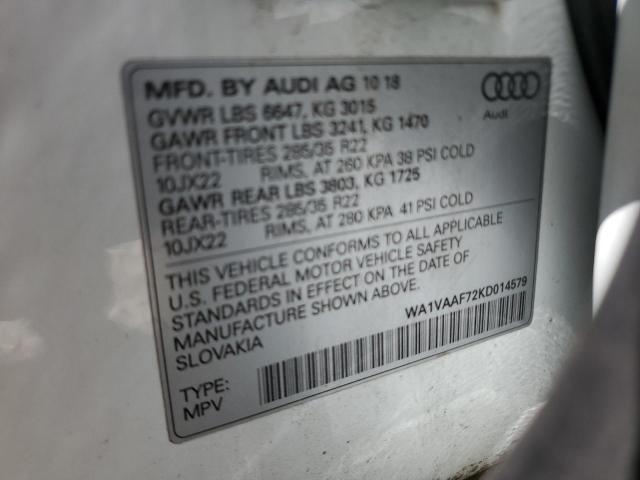 MFD. BY AUDI AG 10 18
GVWR LBS 6647, KG 3015
GAWR FRONT LBS 3241, KG 1470
FRONT-TIRES 285/35 R22
10JX22 RIMS, AT 260 KPA 38 PSI COLD
GAWR REAR LBS 3803, KG 1725
REAR-TIRES 285/35 R22
10JX22 RIMS, AT 280 KPA 41 PSI COLD
THIS VEHICLE CONFORMS TO ALL APPLICABLE
U.S. FEDERAL MOTOR VEHICLE SAFETY
STANDARDS IN EFFECT ON THE DATE OF
MANUFACTURE SHOWN ABOVE.
SLOVAKIA
WA1VAAF72KD014579
TYPE:
MPV
Audi